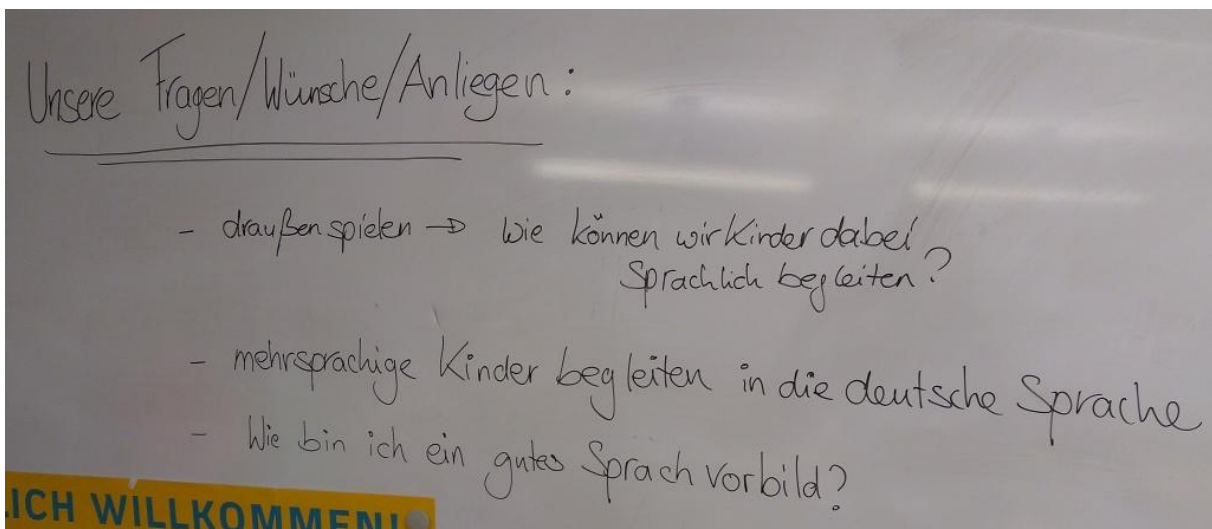 Unsere Fragen/Wünsche/Anliegen:
- draußen spielen → Wie können wir Kinder dabei
sprachlich begleiten?
- mehrsprachige Kinder begleiten in die deutsche Sprache
- Wie bin ich ein gutes Sprachvorbild?
LICH WILLKOMMEN!